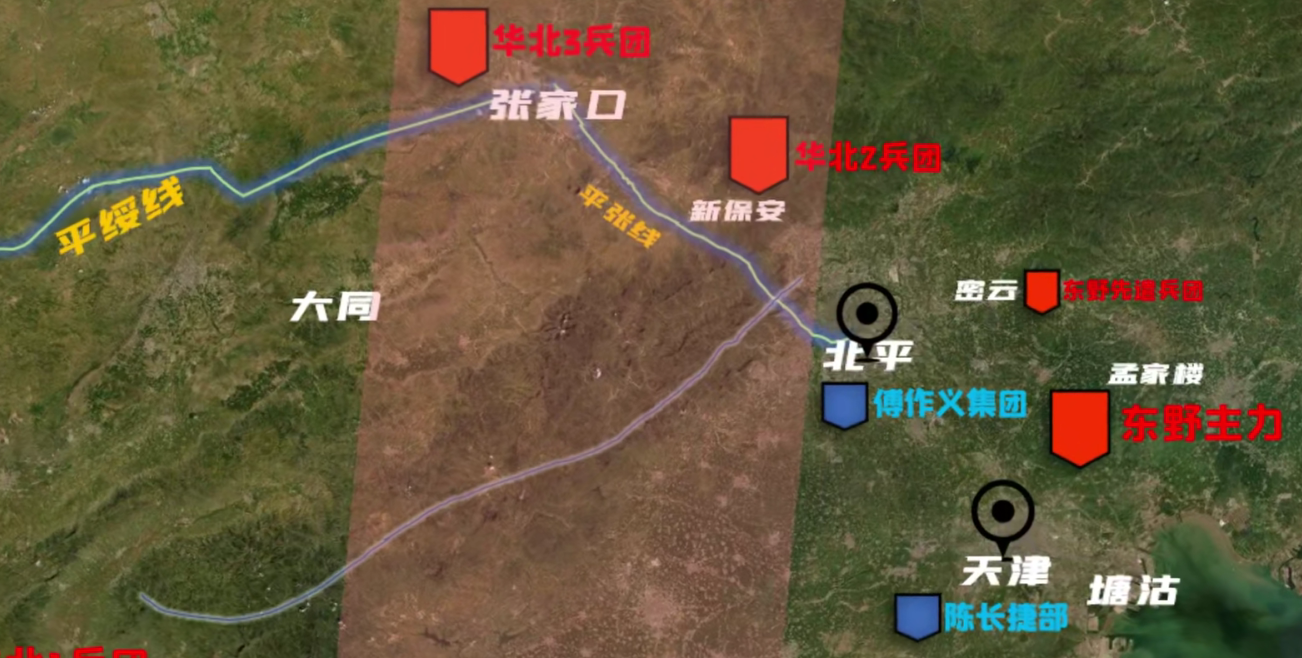 华北3兵团
张家口
华北2兵团
平绥线
平张线
新保安
大同
密云
东野先遣兵团
北平
孟家楼
傅作义集团
东野主力
天津
塘沽
陈长捷部